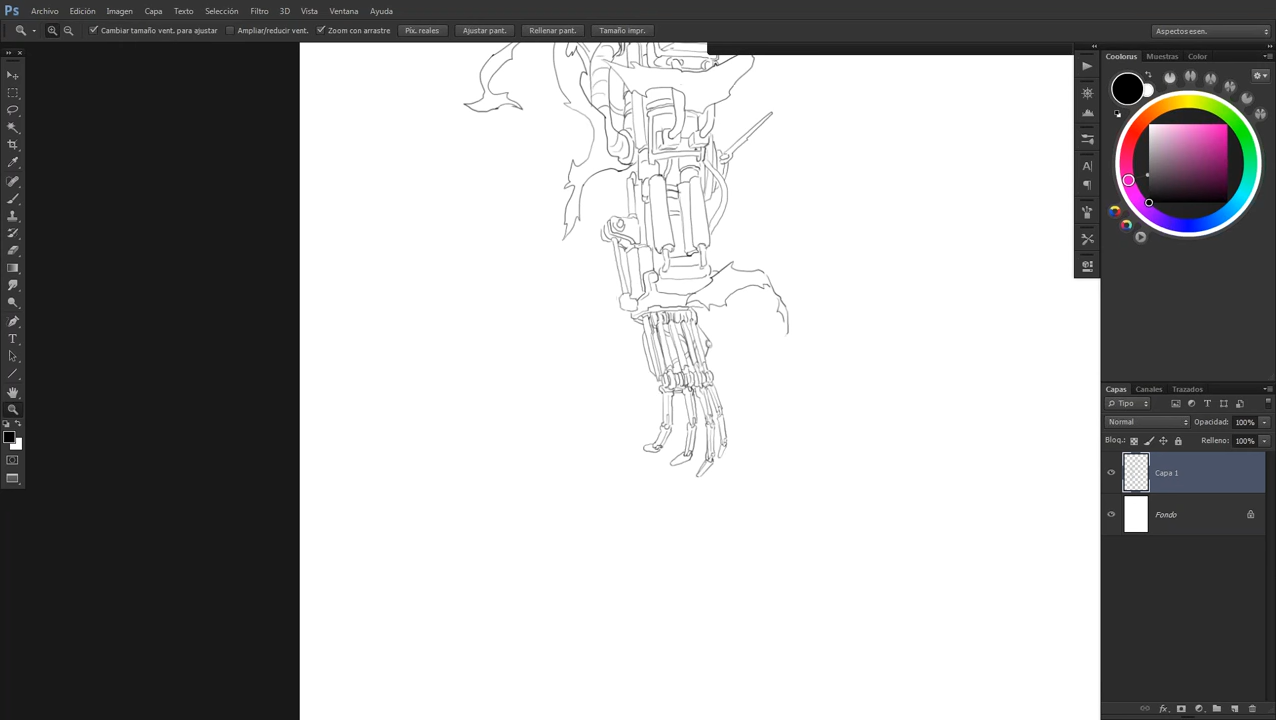 Ps Archivo Edición Imagen Capa Texto Selección Filtro 3D Vista Ventana Ayuda
Cambiar tamaño vent. para ajustar Ampliar/reducir vent. Zoom con arrastre Píx. reales Ajustar pant. Rellenar pant. Tamaño impr. Aspectos esen.
Coolorus Muestras Color
Capas Canales Trazados
Tipo
Normal Opacidad: 100%
Bloq.: Relleno: 100%
Capa 1
Fondo